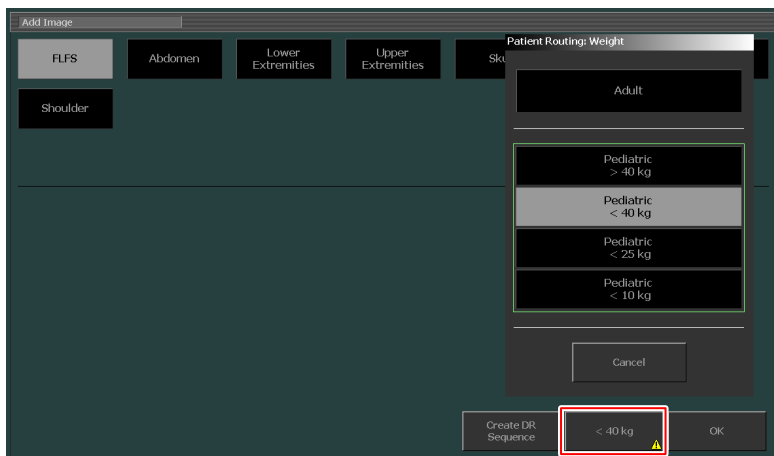 Add Image
FLFS
Abdomen
Lower
Extremities
Upper
Extremities
Shoulder
Patient Routing: Weight
Adult
Pediatric
> 40 kg
Pediatric
< 40 kg
Pediatric
< 25 kg
Pediatric
< 10 kg
Cancel
Create DR
Sequence
< 40 kg
OK